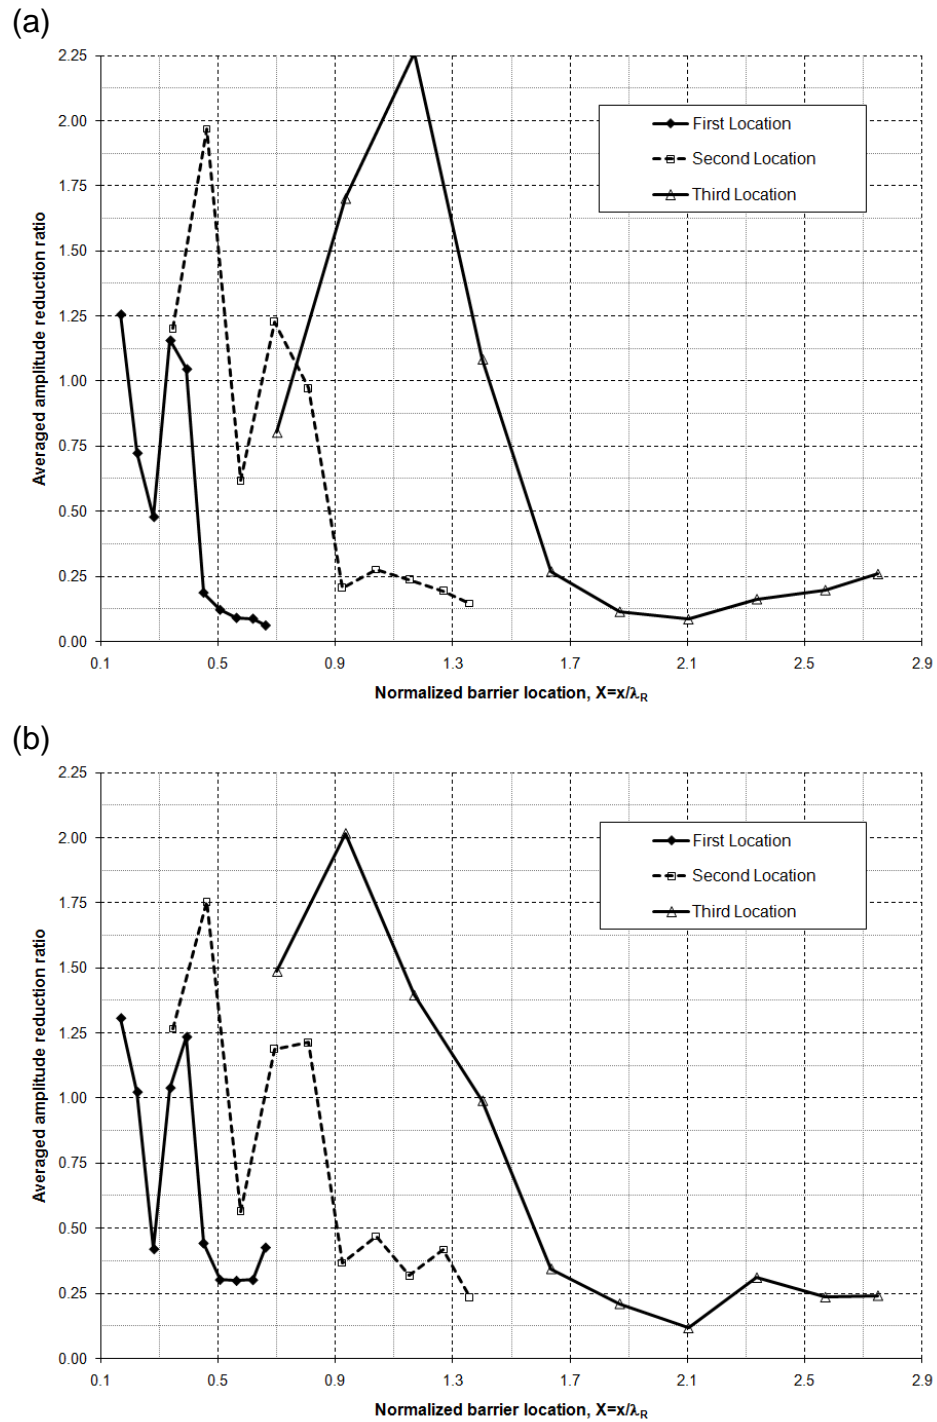 (a)
2.25
2.00
1.75
1.50
1.25
1.00
0.75
0.50
0.25
0.00
Averaged amplitude reduction ratio
First Location
Second Location
Third Location
0.1 0.5 0.9 1.3 1.7 2.1 2.5 2.9
Normalized barrier location, X=x/λR
(b)
2.25
2.00
1.75
1.50
1.25
1.00
0.75
0.50
0.25
0.00
Averaged amplitude reduction ratio
First Location
Second Location
Third Location
0.1 0.5 0.9 1.3 1.7 2.1 2.5 2.9
Normalized barrier location, X=x/λR